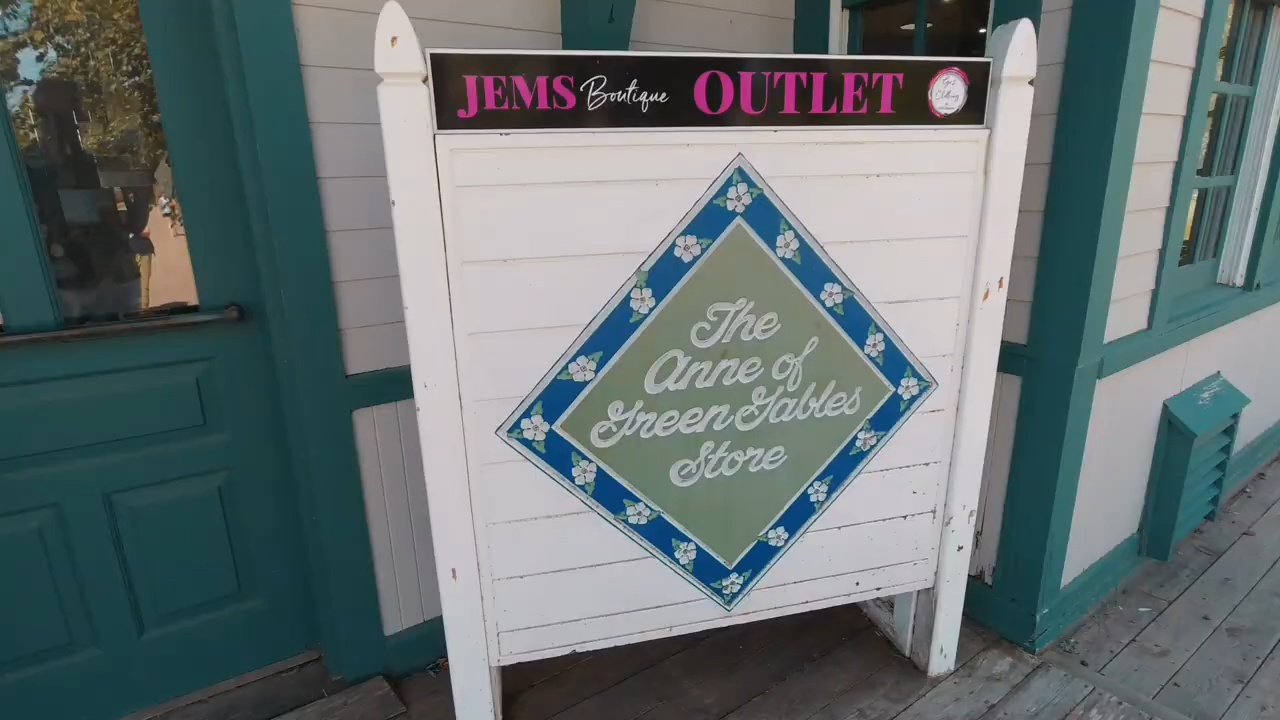 JEMS Boutique OUTLET
The
Anne of
Green Gables
Store